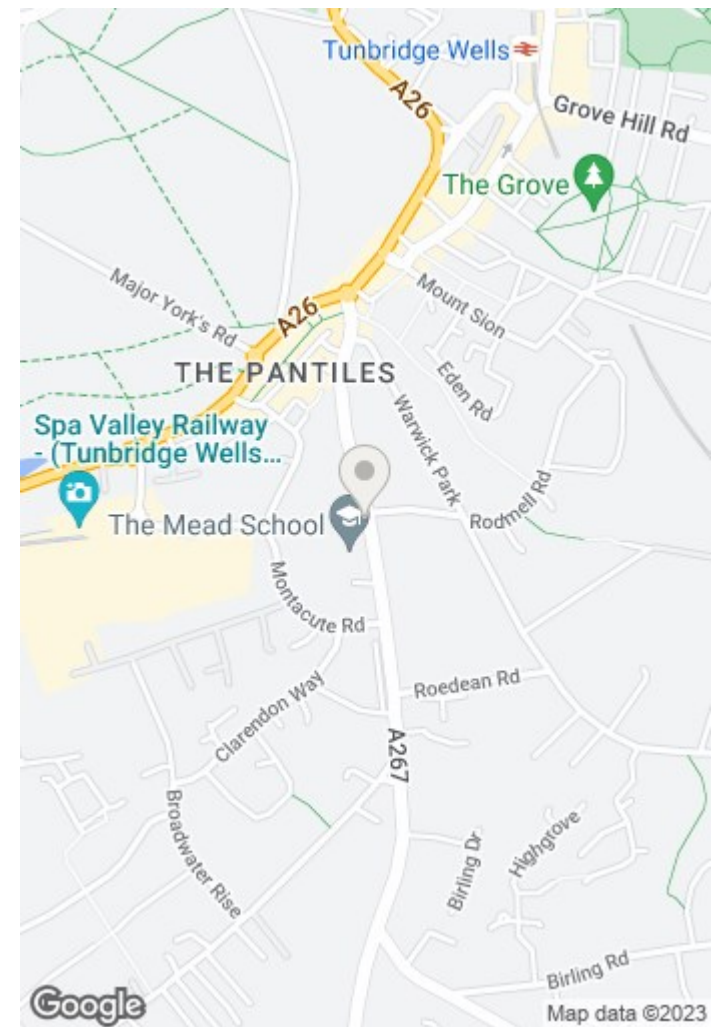 Tunbridge Wells
A26
Grove Hill Rd
The Grove
Major York's Rd
A26
Mount Sion
THE PANTILES
Eden Rd
Warwick Park
Spa Valley Railway
- (Tunbridge Wells...
The Mead School
Rodmell Rd
Montacute Rd
Roedean Rd
Clarendon Way
A267
Broadwater Rise
Birling Dr
Highgrove
Birling Rd
Google
Map data ©2023